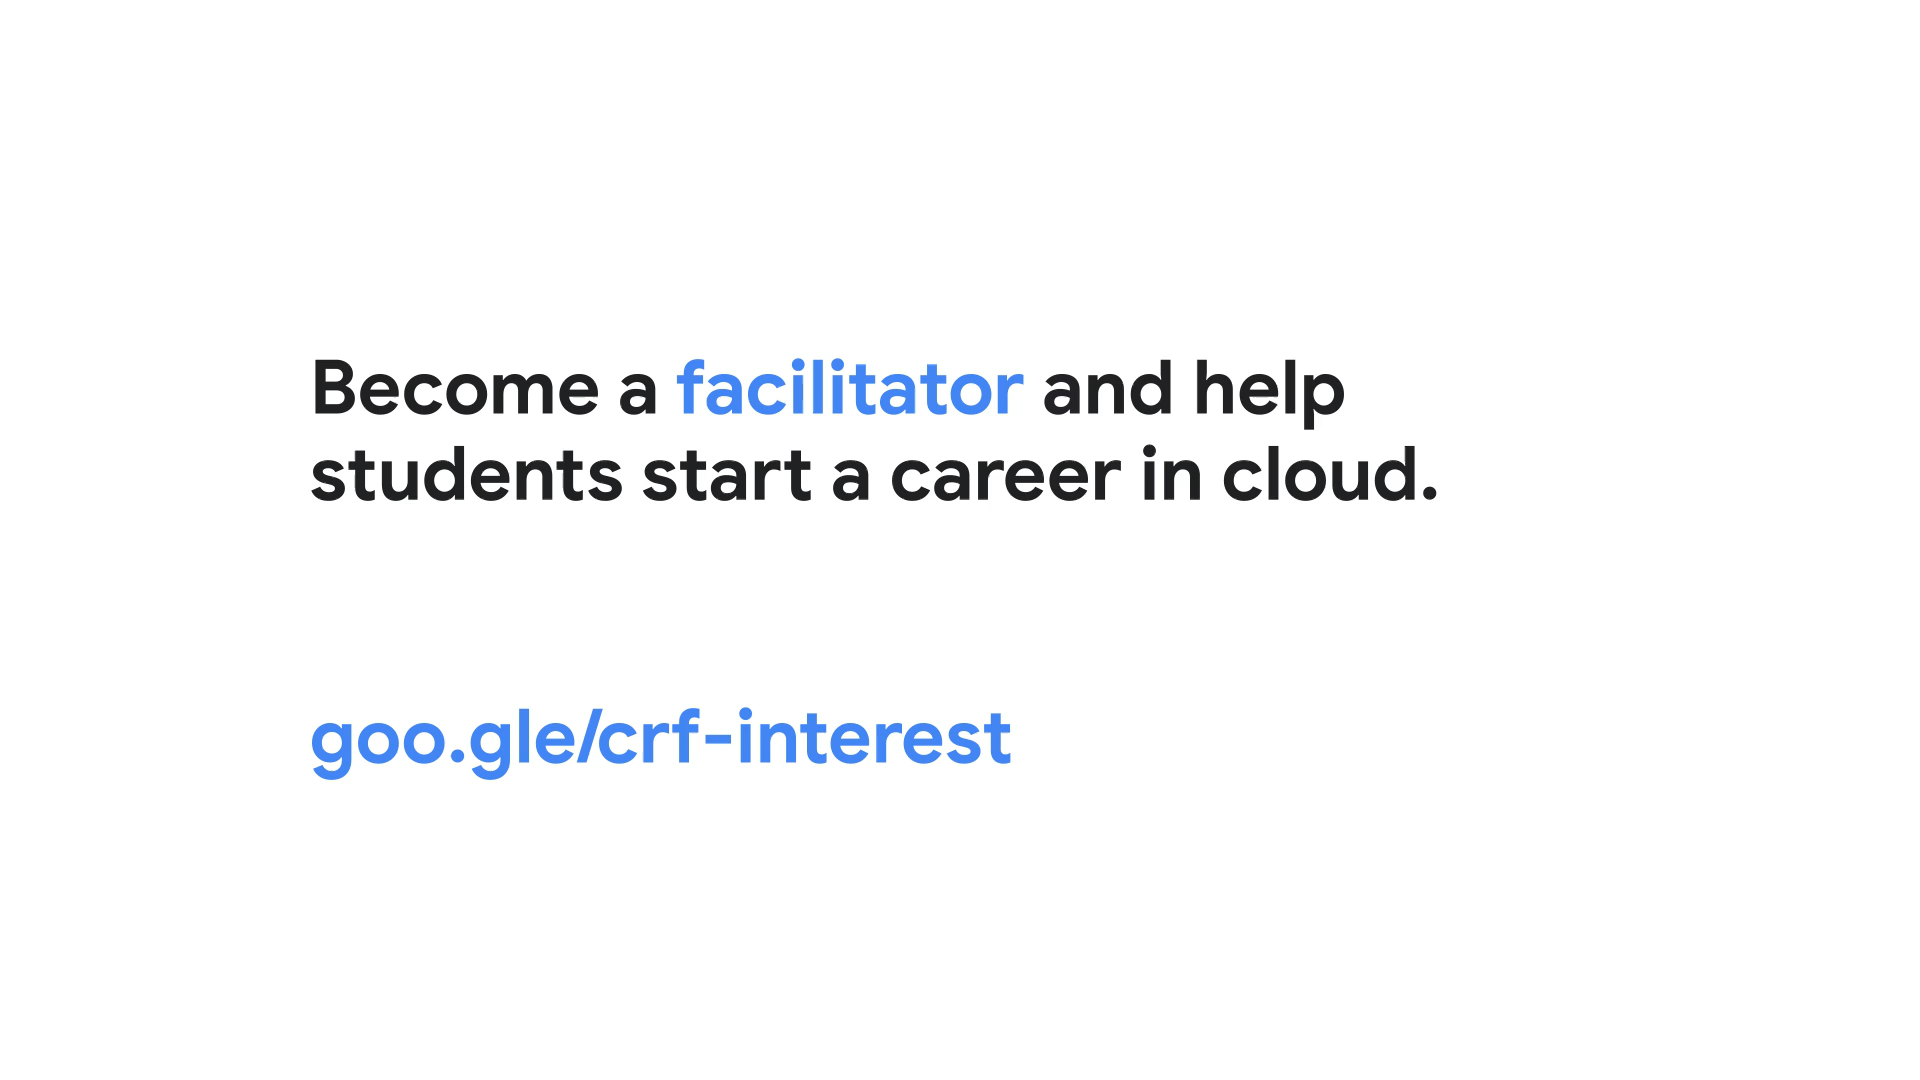 Become a facilitator and help
students start a career in cloud.
goo.gle/crf-interest